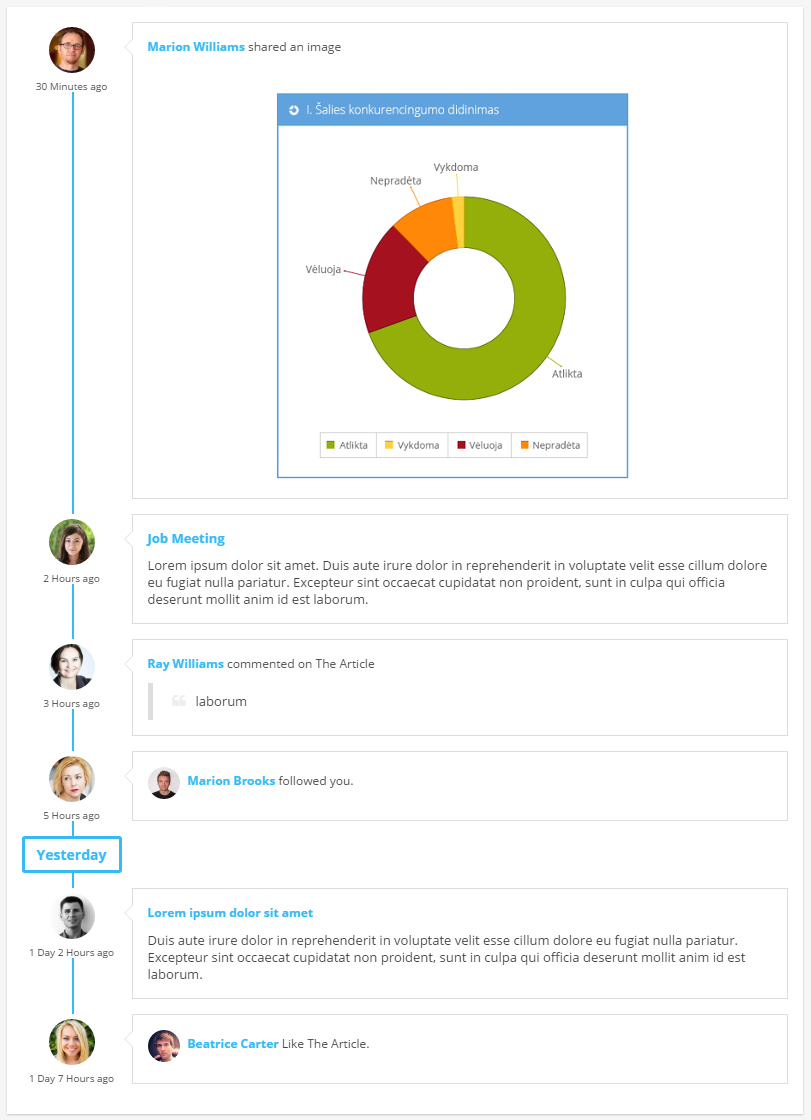 Marion Williams shared an image
30 Minutes ago
I. Šalies konkurencingumo didinimas
Vykdoma
Nepradėta
Vėluoja
Atlikta
Atlikta Vykdoma Vėluoja Nepradėta
Job Meeting
2 Hours ago
Lorem ipsum dolor sit amet. Duis aute irure dolor in reprehenderit in voluptate velit esse cillum dolore
eu fugiat nulla pariatur. Excepteur sint occaecat cupidatat non proident, sunt in culpa qui officia
deserunt mollit anim id est laborum.
Ray Williams commented on The Article
3 Hours ago
laborum
Marion Brooks followed you.
5 Hours ago
Yesterday
Lorem ipsum dolor sit amet
1 Day 2 Hours ago
Duis aute irure dolor in reprehenderit in voluptate velit esse cillum dolore eu fugiat nulla pariatur.
Excepteur sint occaecat cupidatat non proident, sunt in culpa qui officia deserunt mollit anim id est
laborum.
Beatrice Carter Like The Article.
1 Day 7 Hours ago